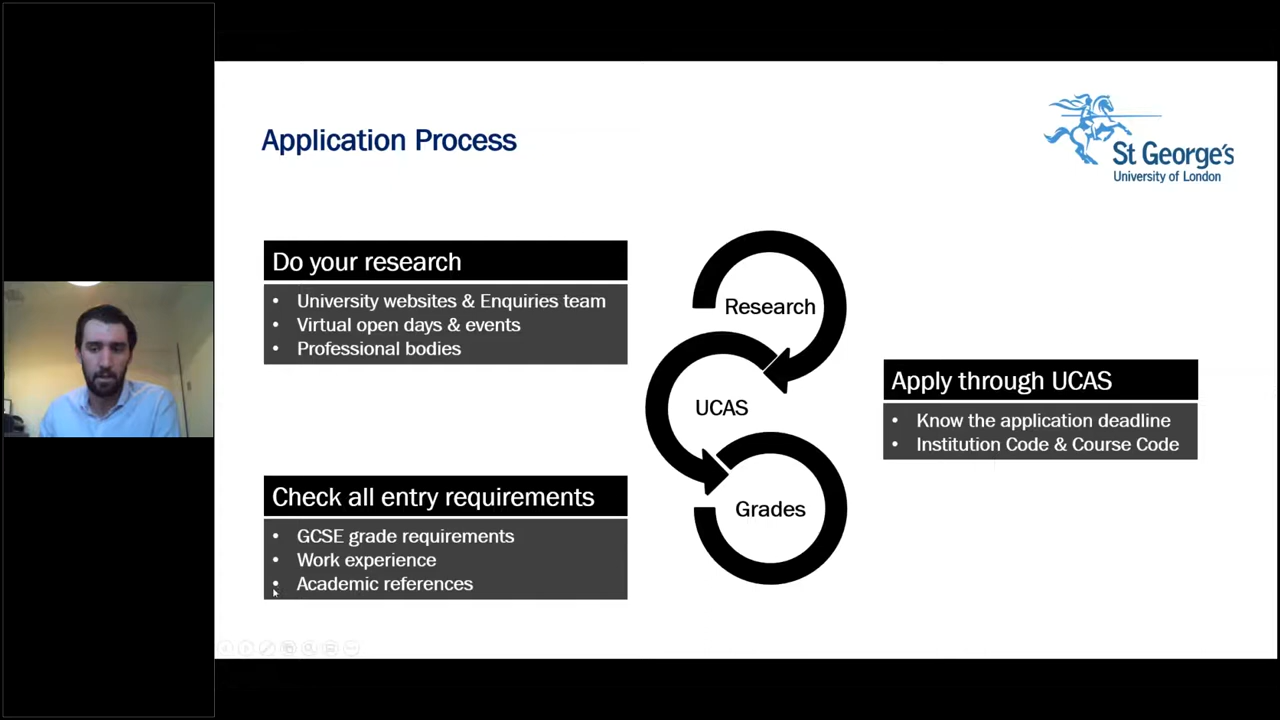 Application Process
St George's
University of London
Do your research
• University websites & Enquiries team
• Virtual open days & events
• Professional bodies
Research
UCAS
Grades
Apply through UCAS
• Know the application deadline
• Institution Code & Course Code
Check all entry requirements
• GCSE grade requirements
• Work experience
• Academic references